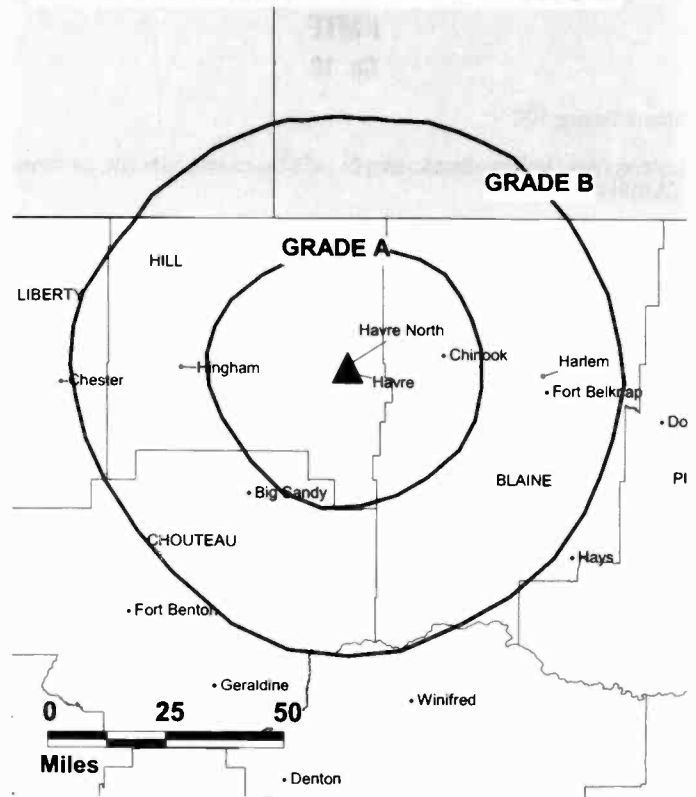 GRADE B
GRADE A
HILL
LIBERTY
Havre North
Chinook
Harlem
Hingham
Chester
Havre
Fort Belknap
Do
BLAINE
PI
Big Sandy
CHOUTEAU
Hays
Fort Benton
Geraldine
Winifred
0 25 50
Miles
Denton